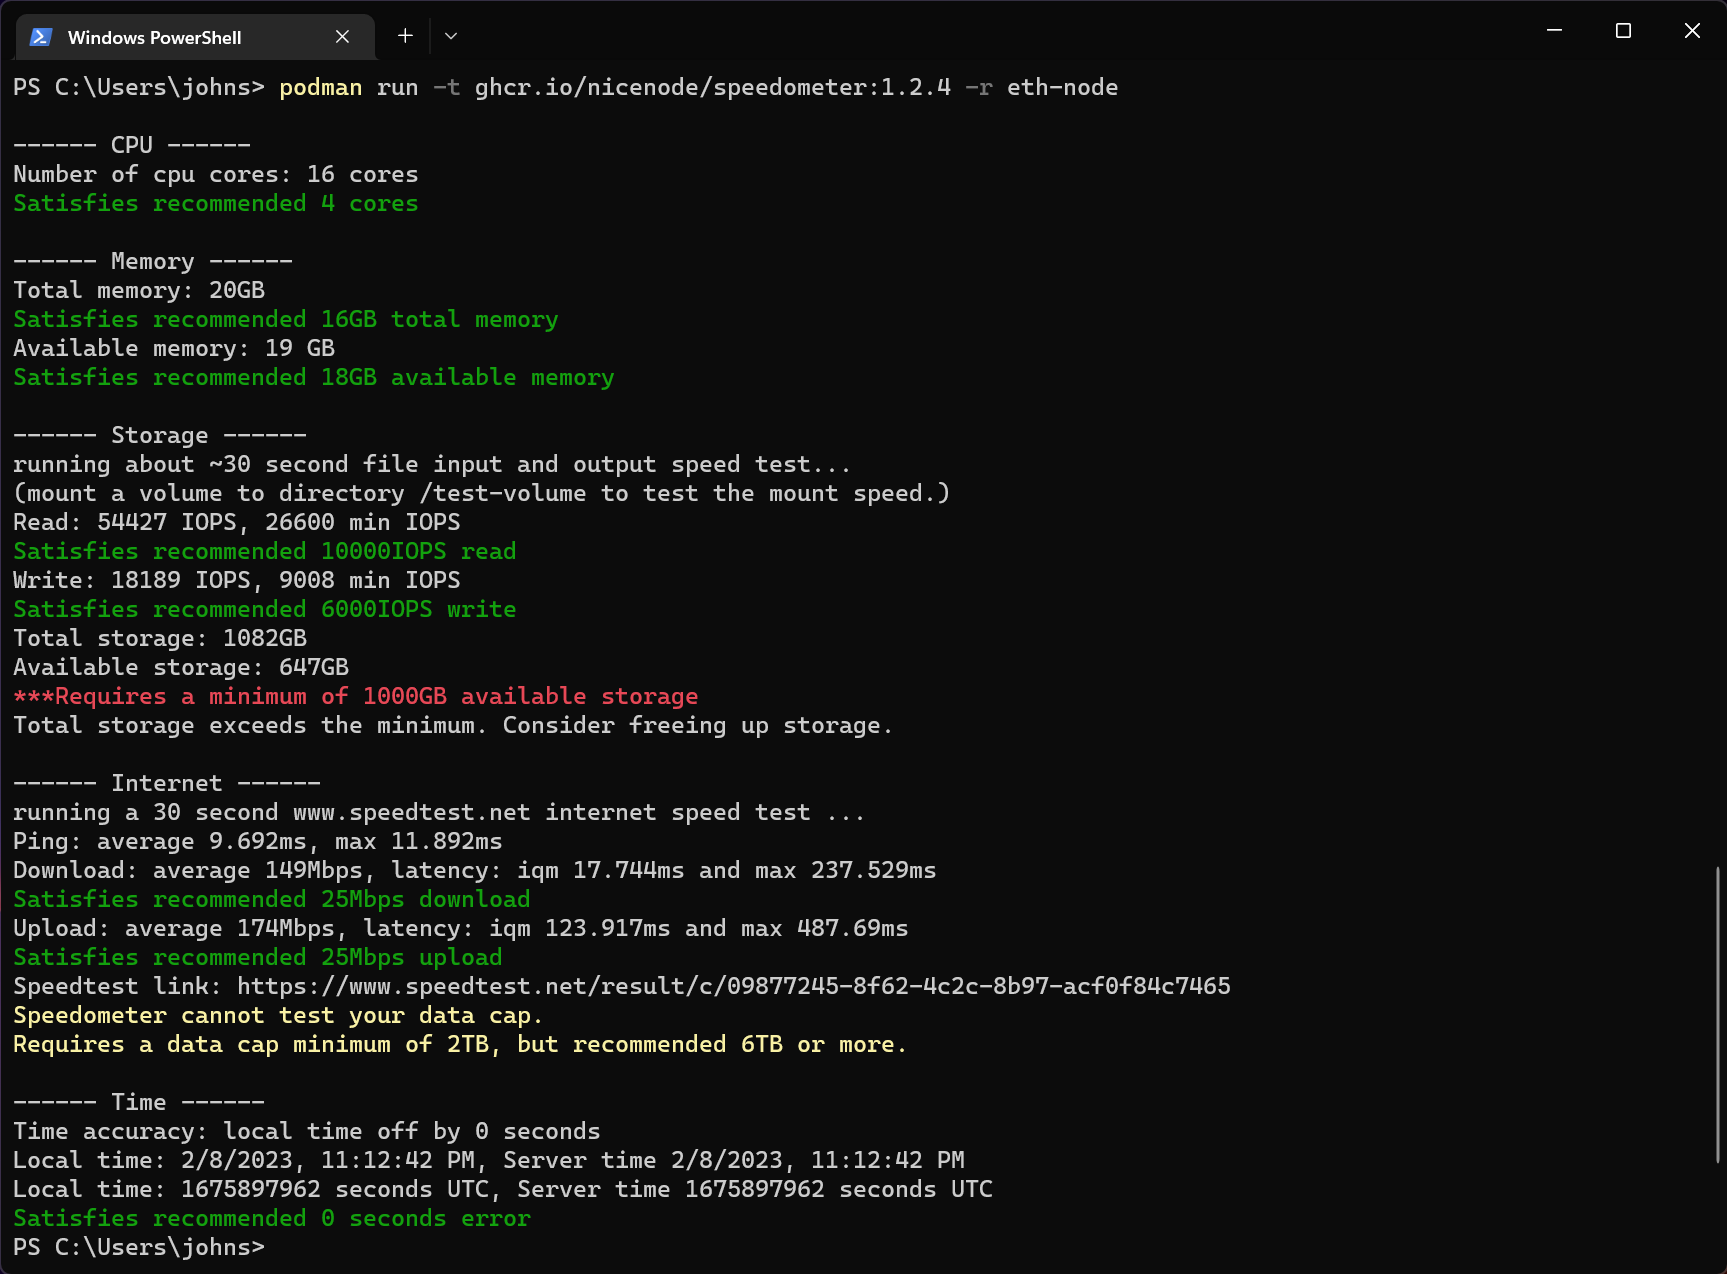 Windows PowerShell
PS C:\Users\johns> podman run -t ghcr.io/nicenode/speedometer:1.2.4 -r eth-node
------ CPU ------
Number of cpu cores: 16 cores
Satisfies recommended 4 cores
------ Memory ------
Total memory: 20GB
Satisfies recommended 16GB total memory
Available memory: 19 GB
Satisfies recommended 18GB available memory
------ Storage ------
running about ~30 second file input and output speed test...
(mount a volume to directory /test-volume to test the mount speed.)
Read: 54427 IOPS, 26600 min IOPS
Satisfies recommended 10000IOPS read
Write: 18189 IOPS, 9008 min IOPS
Satisfies recommended 6000IOPS write
Total storage: 1082GB
Available storage: 647GB
***Requires a minimum of 1000GB available storage
Total storage exceeds the minimum. Consider freeing up storage.
------ Internet ------
running a 30 second www.speedtest.net internet speed test ...
Ping: average 9.692ms, max 11.892ms
Download: average 149Mbps, latency: iqm 17.744ms and max 237.529ms
Satisfies recommended 25Mbps download
Upload: average 174Mbps, latency: iqm 123.917ms and max 487.69ms
Satisfies recommended 25Mbps upload
Speedtest link: https://www.speedtest.net/result/c/09877245-8f62-4c2c-8b97-acf0f84c7465
Speedometer cannot test your data cap.
Requires a data cap minimum of 2TB, but recommended 6TB or more.
------ Time ------
Time accuracy: local time off by 0 seconds
Local time: 2/8/2023, 11:12:42 PM, Server time 2/8/2023, 11:12:42 PM
Local time: 1675897962 seconds UTC, Server time 1675897962 seconds UTC
Satisfies recommended 0 seconds error
PS C:\Users\johns>